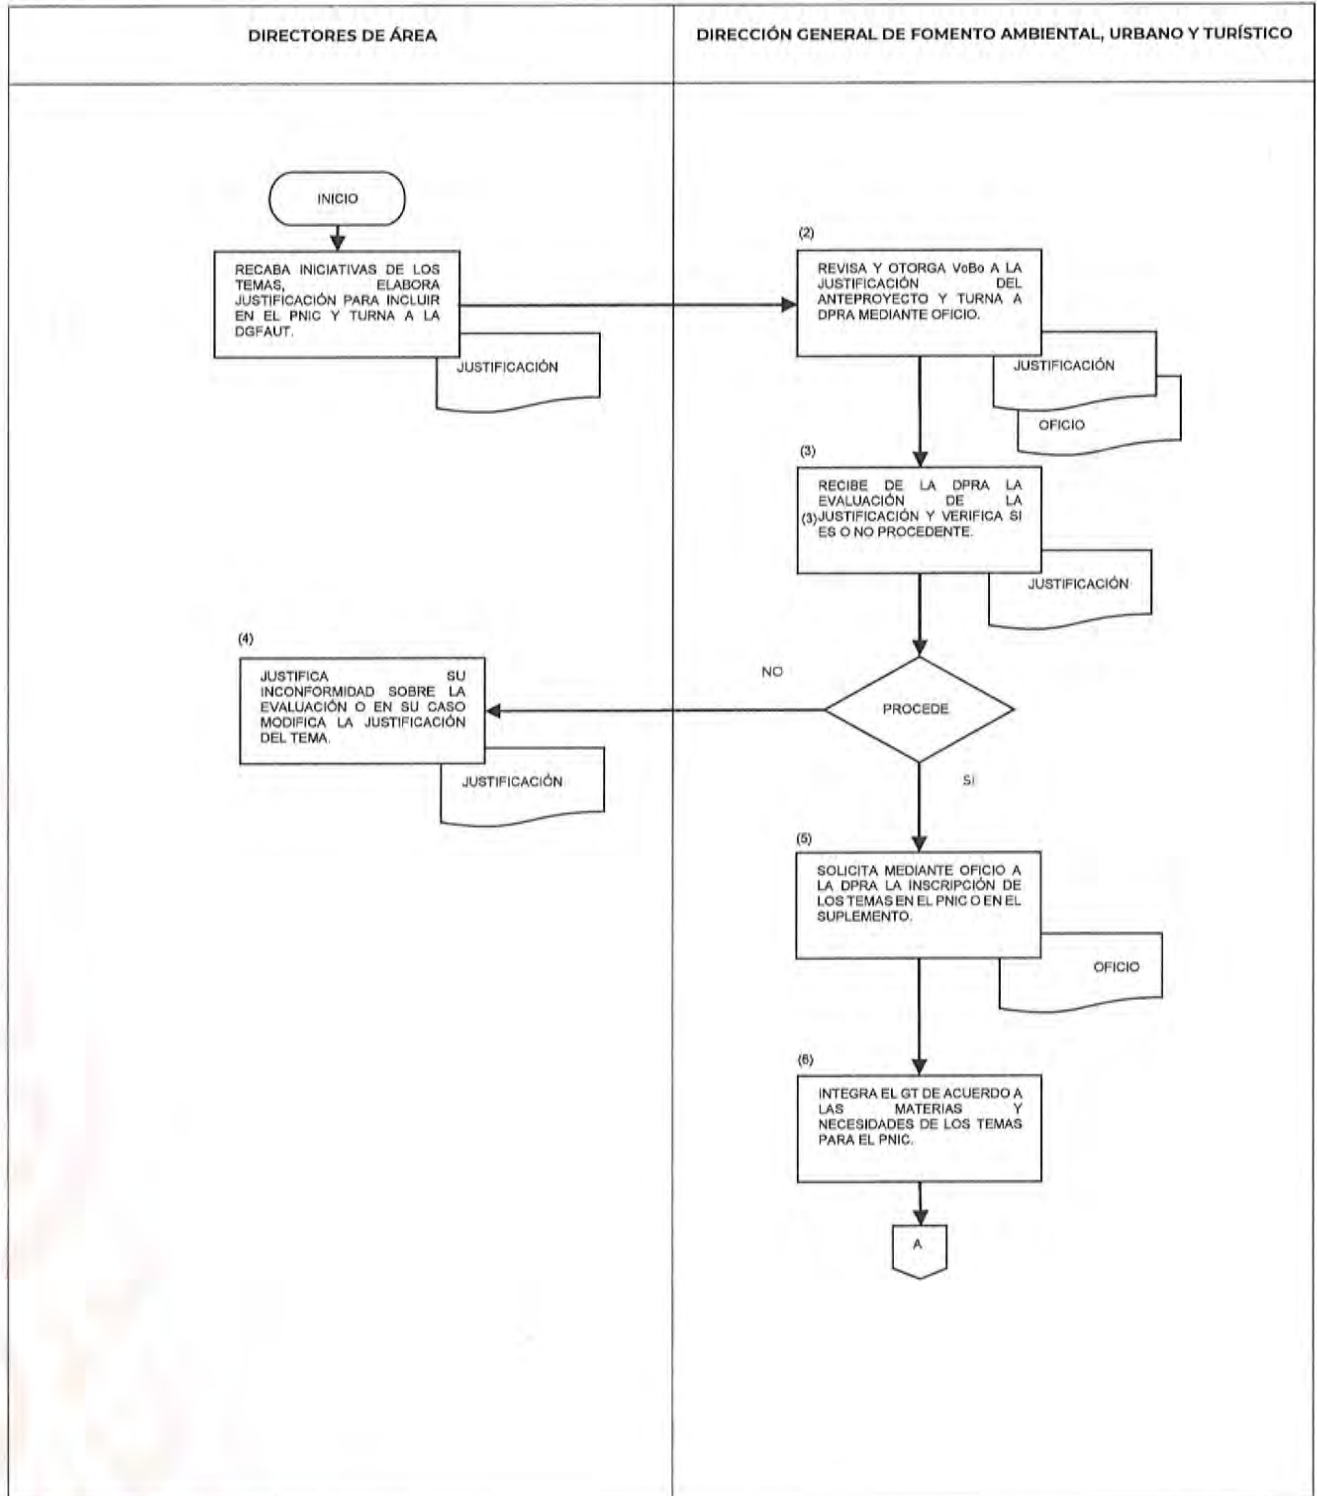 DIRECTORES DE ÁREA
DIRECCIÓN GENERAL DE FOMENTO AMBIENTAL, URBANO Y TURÍSTICO
INICIO
RECABA INICIATIVAS DE LOS
TEMAS, ELABORA
JUSTIFICACIÓN PARA INCLUIR
EN EL PNIC Y TURNA A LA
DGFAUT.
JUSTIFICACIÓN
(2)
REVISA Y OTORGA VoBo A LA
JUSTIFICACIÓN DEL
ANTEPROYECTO Y TURNA A
DPRA MEDIANTE OFICIO.
JUSTIFICACIÓN
OFICIO
(3)
RECIBE DE LA DPRA LA
EVALUACIÓN DE LA
(3)JUSTIFICACIÓN Y VERIFICA SI
ES O NO PROCEDENTE.
JUSTIFICACIÓN
PROCEDE
NO
(4)
JUSTIFICA SU
INCONFORMIDAD SOBRE LA
EVALUACIÓN O EN SU CASO
MODIFICA LA JUSTIFICACIÓN
DEL TEMA.
JUSTIFICACIÓN
SI
(5)
SOLICITA MEDIANTE OFICIO A
LA DPRA LA INSCRIPCIÓN DE
LOS TEMAS EN EL PNIC O EN EL
SUPLEMENTO.
OFICIO
(6)
INTEGRA EL GT DE ACUERDO A
LAS MATERIAS Y
NECESIDADES DE LOS TEMAS
PARA EL PNIC.
A